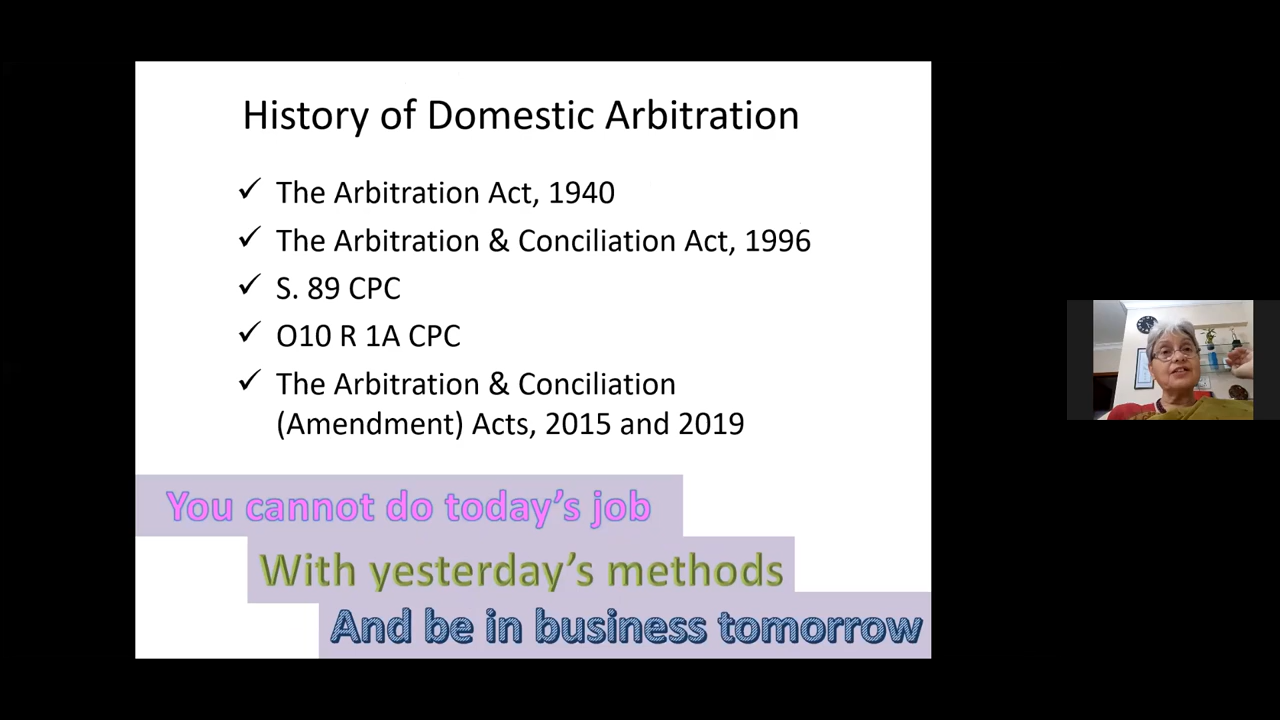 History of Domestic Arbitration
✓ The Arbitration Act, 1940
✓ The Arbitration & Conciliation Act, 1996
✓ S. 89 CPC
✓ O10 R 1A CPC
✓ The Arbitration & Conciliation
(Amendment) Acts, 2015 and 2019
You cannot do today's job
With yesterday's methods
And be in business tomorrow